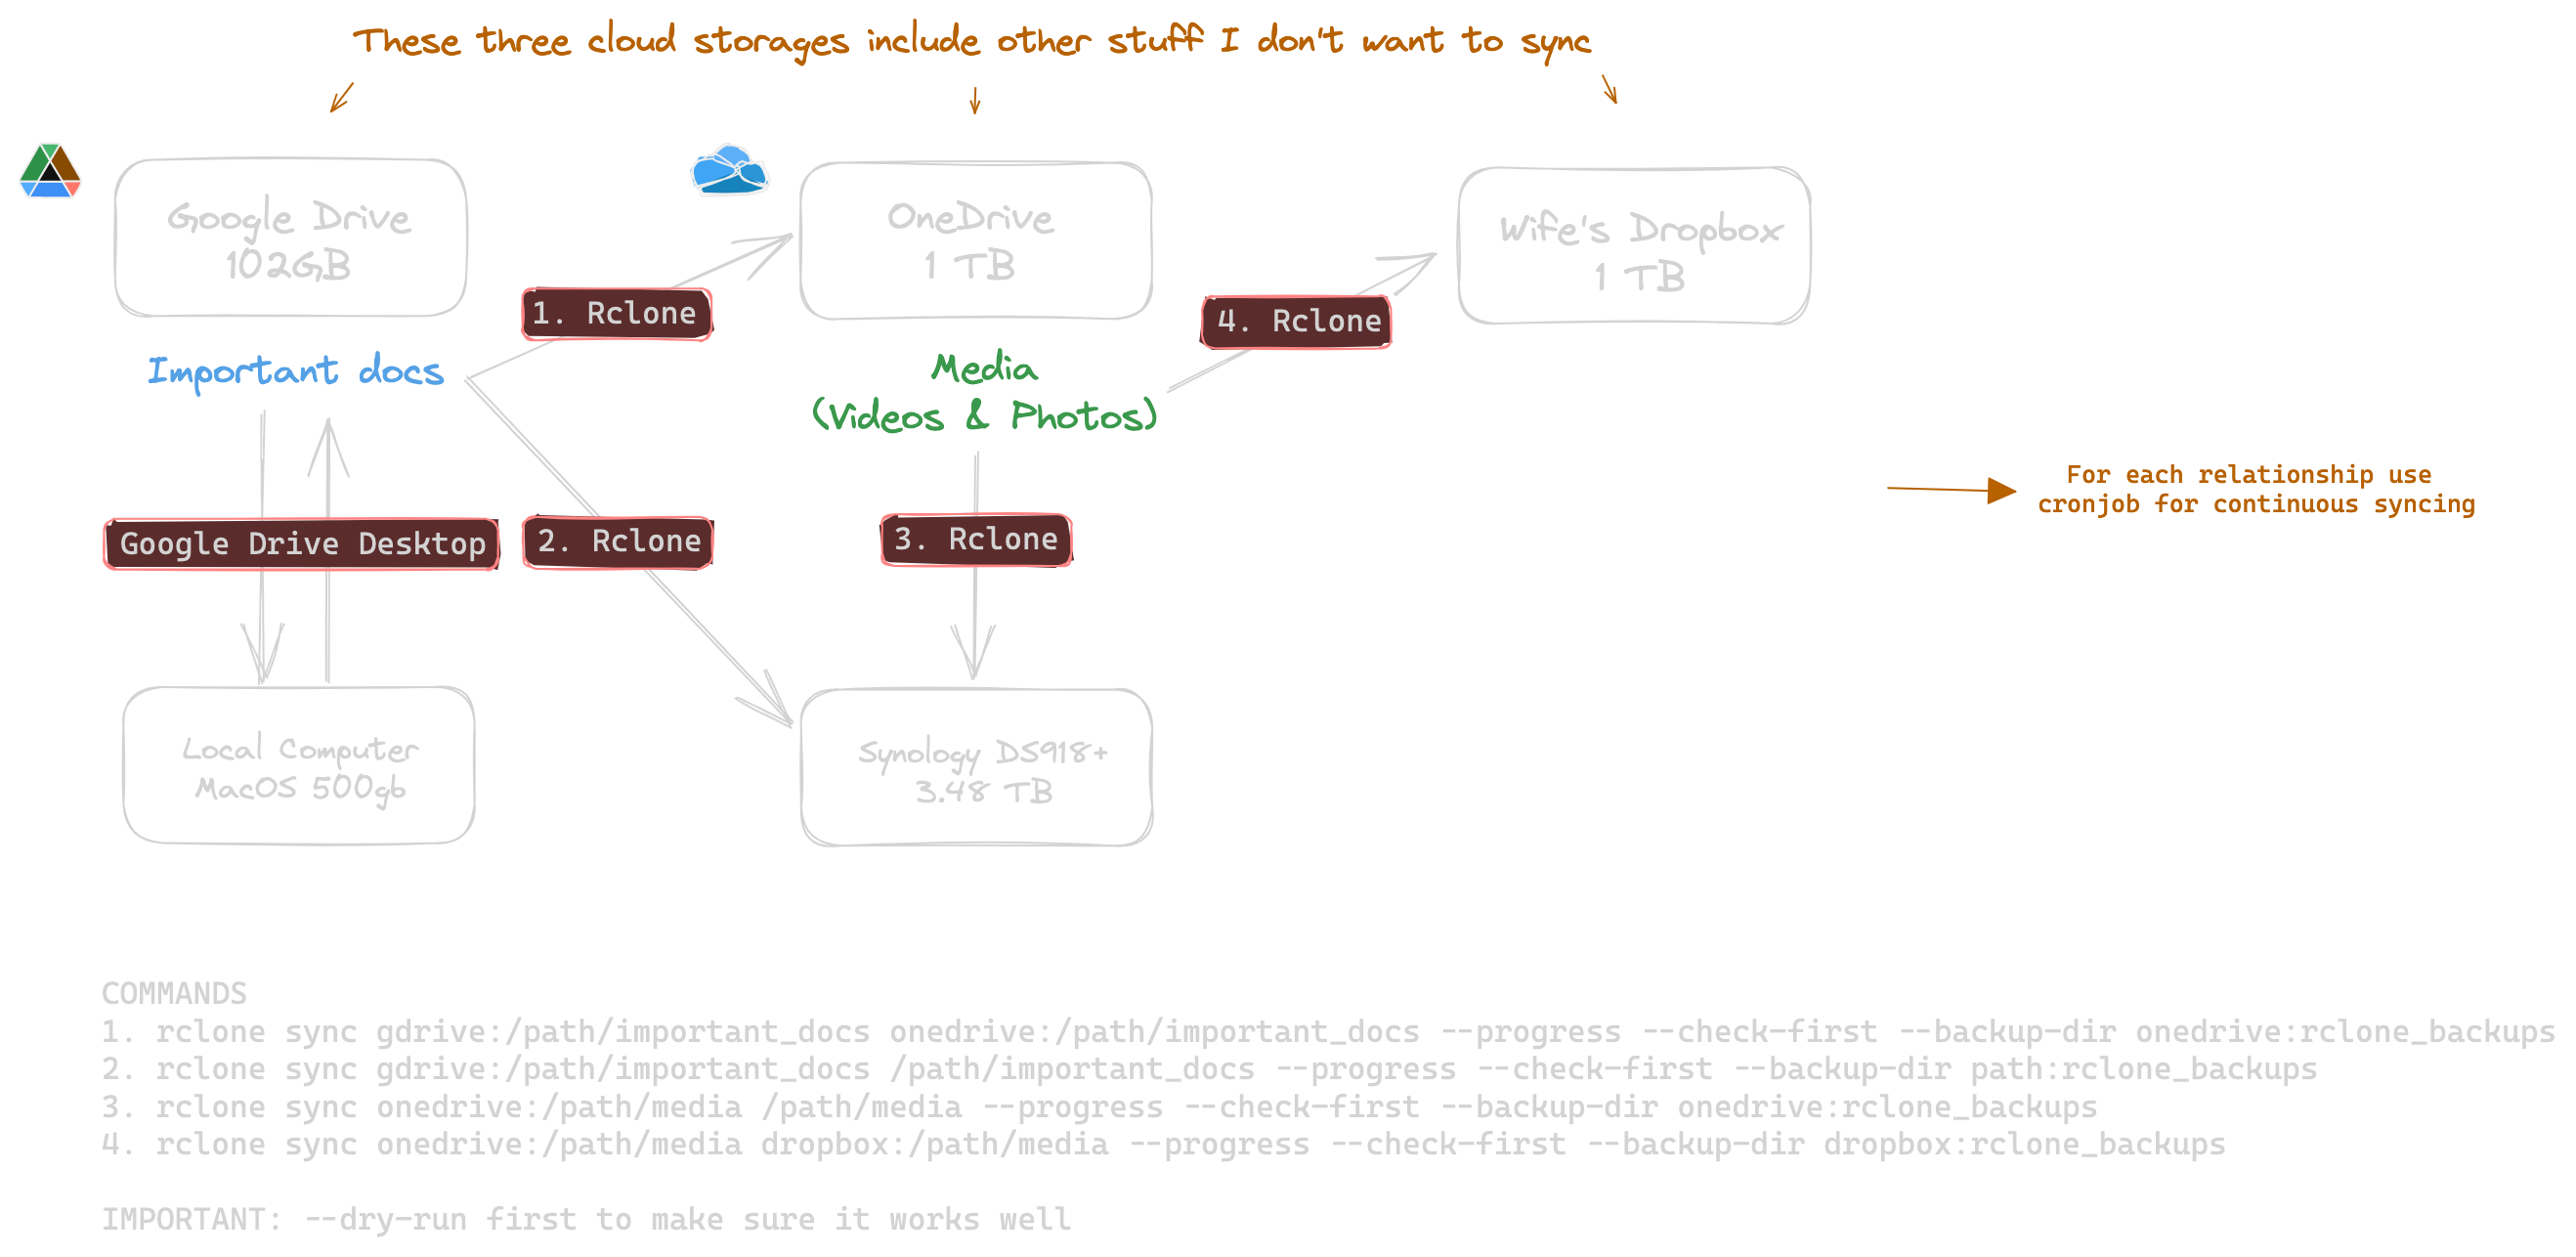 These three cloud storages include other stuff I don't want to sync
Google Drive
102GB
OneDrive
1 TB
Wife's Dropbox
1 TB
1. Rclone
4. Rclone
Important docs
Media
(Videos & Photos)
For each relationship use
cronjob for continuous syncing
Google Drive Desktop
2. Rclone
3. Rclone
Local Computer
MacOS 500gb
Synology DS918+
3.48 TB
COMMANDS
1. rclone sync gdrive:/path/important_docs onedrive:/path/important_docs --progress --check-first --backup-dir onedrive:rclone_backups
2. rclone sync gdrive:/path/important_docs /path/important_docs --progress --check-first --backup-dir path:rclone_backups
3. rclone sync onedrive:/path/media /path/media --progress --check-first --backup-dir onedrive:rclone_backups
4. rclone sync onedrive:/path/media dropbox:/path/media --progress --check-first --backup-dir dropbox:rclone_backups
IMPORTANT: --dry-run first to make sure it works well